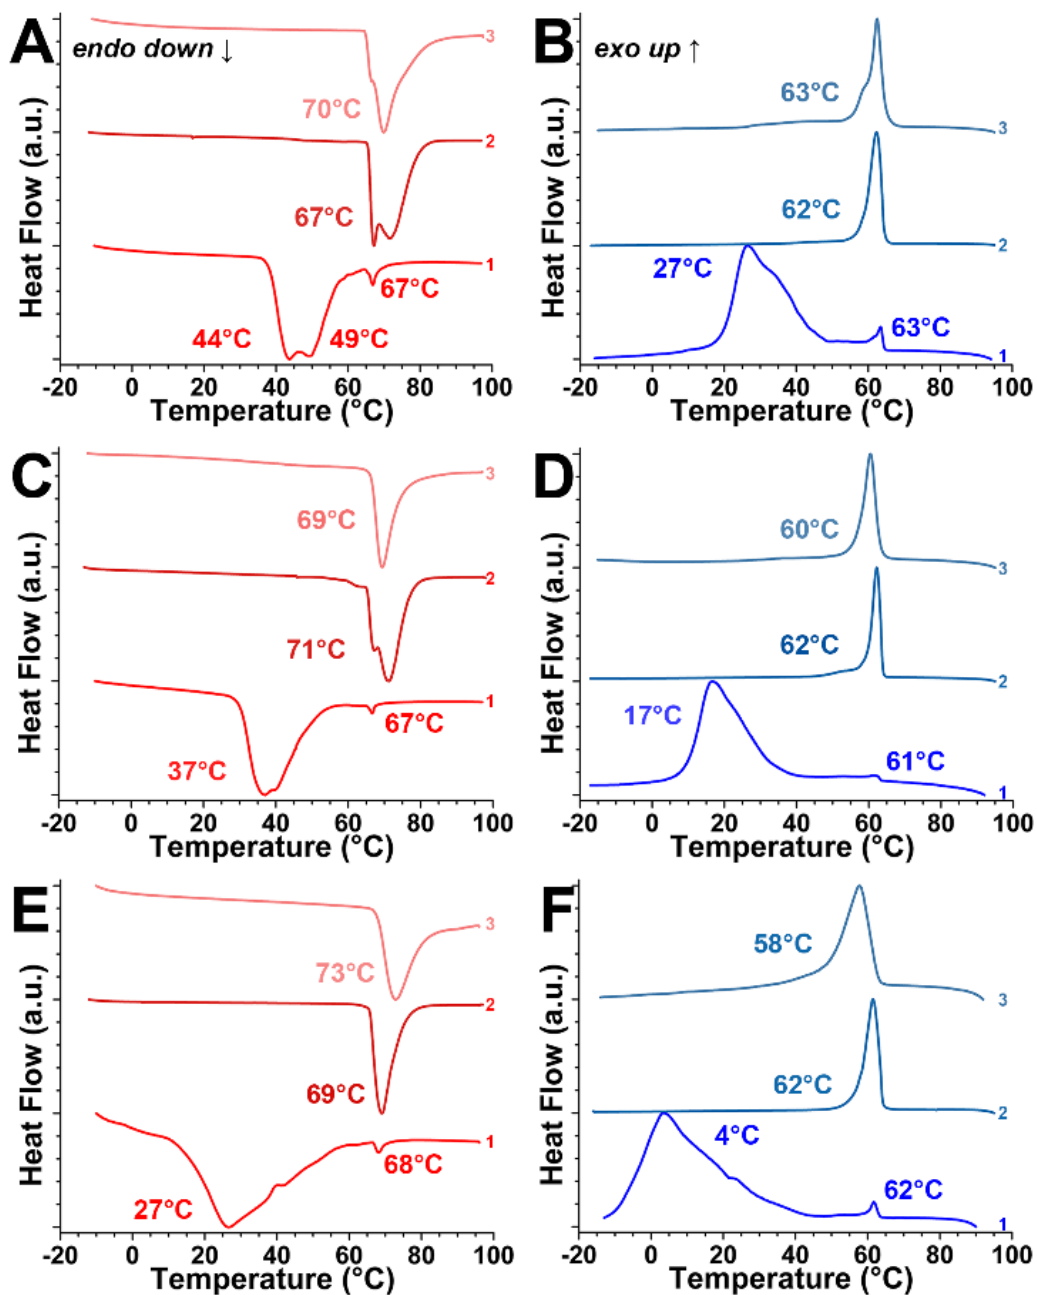 A
endo down ↓
3
70°C
2
67°C
1
67°C
44°C
49°C
Heat Flow (a.u.)
-20 0 20 40 60 80 100
Temperature (°C)
B
exo up ↑
63°C
3
62°C
2
27°C
63°C
1
Heat Flow (a.u.)
-20 0 20 40 60 80 100
Temperature (°C)
C
3
69°C
2
71°C
1
67°C
37°C
Heat Flow (a.u.)
-20 0 20 40 60 80 100
Temperature (°C)
D
60°C
3
62°C
2
17°C
61°C
1
Heat Flow (a.u.)
-20 0 20 40 60 80 100
Temperature (°C)
E
3
73°C
2
69°C
1
68°C
27°C
Heat Flow (a.u.)
-20 0 20 40 60 80 100
Temperature (°C)
F
58°C
3
62°C
2
4°C
62°C
1
Heat Flow (a.u.)
-20 0 20 40 60 80 100
Temperature (°C)